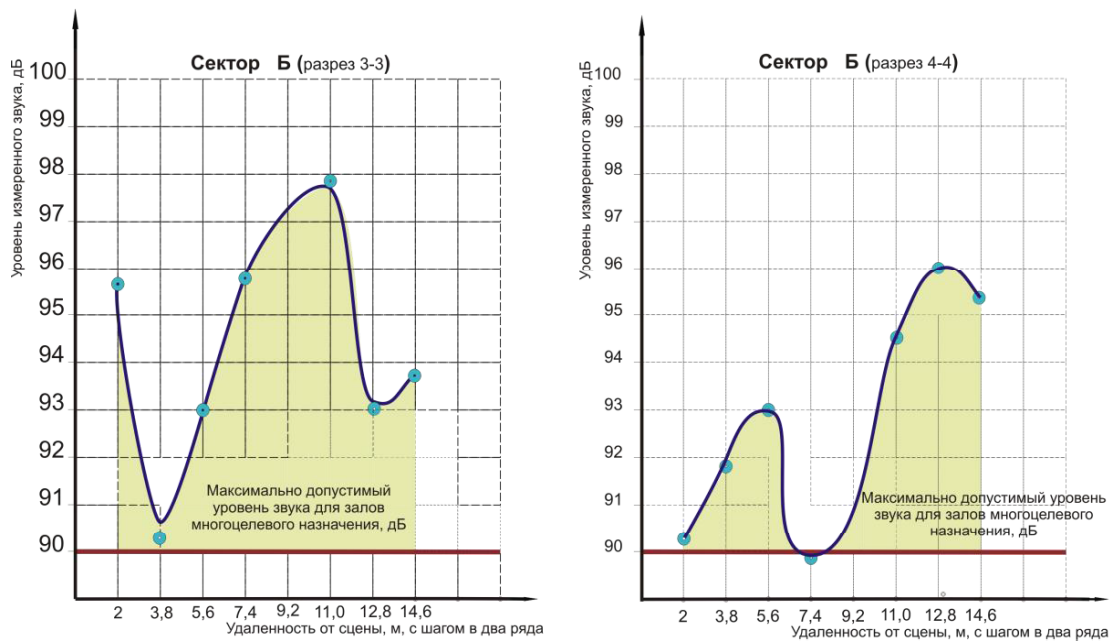 Сектор Б (разрез 3-3)
Уровень измеренного звука, дБ
100
99
98
97
96
95
94
93
92
91
90
Максимально допустимый
уровень звука для залов
многоцелевого назначения, дБ
2 3,8 5,6 7,4 9,2 11,0 12,8 14,6
Удаленность от сцены, м, с шагом в два ряда
Сектор Б (разрез 4-4)
Уровень измеренного звука, дБ
100
99
98
97
96
95
94
93
92
91
90
Максимально допустимый уровень
звука для залов многоцелевого
назначения, дБ
2 3,8 5,6 7,4 9,2 11,0 12,8 14,6
Удаленность от сцены, м, с шагом в два ряда